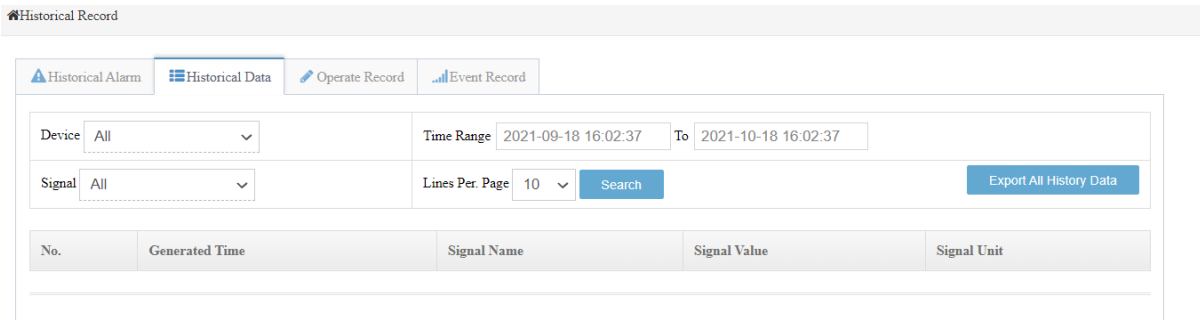 Historical Record
Historical Alarm Historical Data Operate Record Event Record
Device All Time Range 2021-09-18 16:02:37 To 2021-10-18 16:02:37
Signal All Lines Per. Page 10 Search Export All History Data
No. Generated Time Signal Name Signal Value Signal Unit